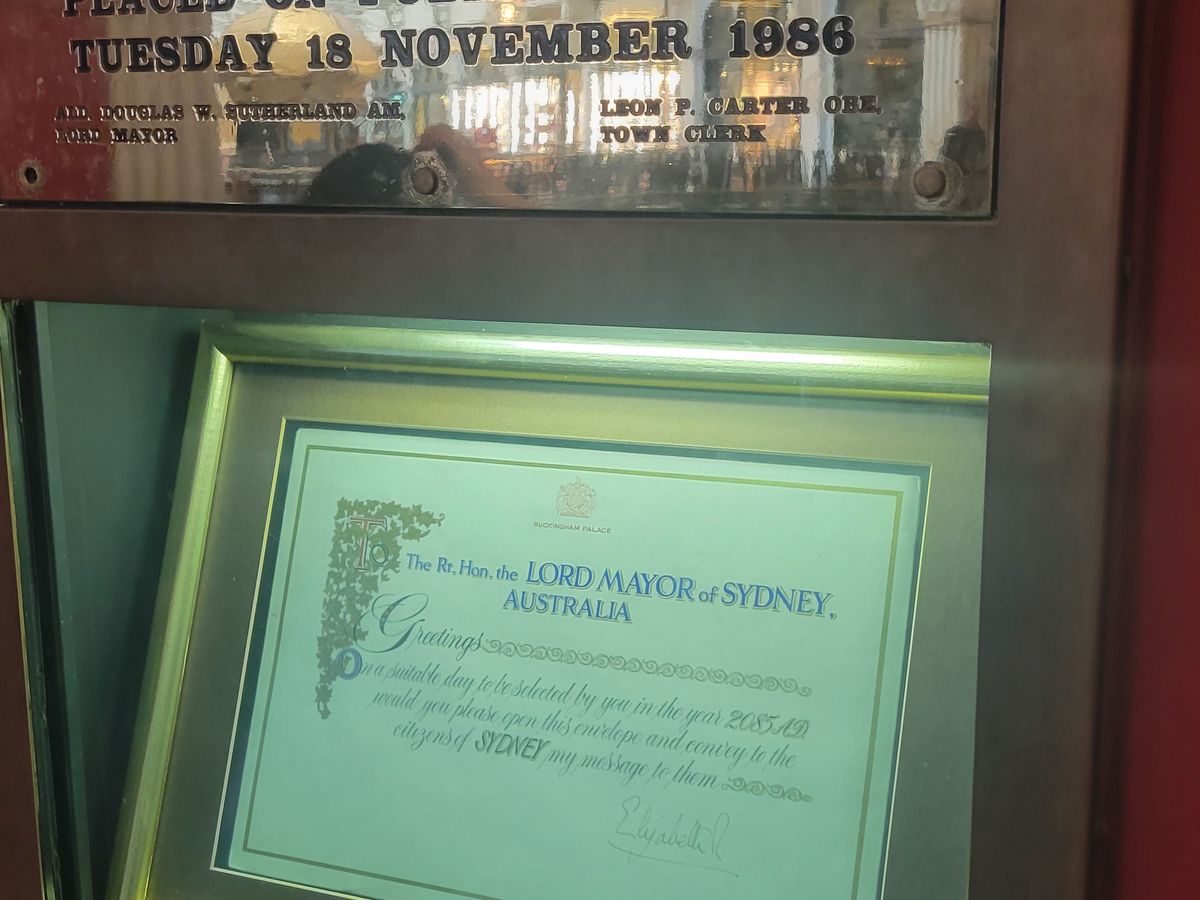 PLACED ON
TUESDAY 18 NOVEMBER 1986
ALD. DOUGLAS W. SUTHERLAND AM,
LORD MAYOR
LEON P. CARTER OBE,
TOWN CLERK
BUCKINGHAM PALACE
To The Rt. Hon. the LORD MAYOR of SYDNEY,
AUSTRALIA
Greetings
On a suitable day to be selected by you in the year 2085 A.D.
would you please open this envelope and convey to the
citizens of SYDNEY my message to them
Elizabeth R